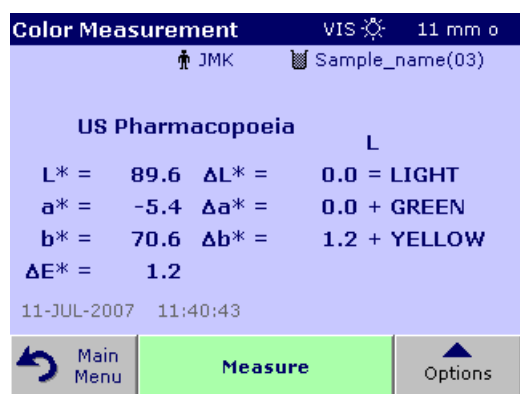 Color Measurement VIS 11 mm o
JMK Sample_name(03)
US Pharmacopoeia
L
L* = 89.6 ΔL* = 0.0 = LIGHT
a* = -5.4 Δa* = 0.0 + GREEN
b* = 70.6 Δb* = 1.2 + YELLOW
ΔE* = 1.2
11-JUL-2007 11:40:43
Main
Menu
Measure
Options